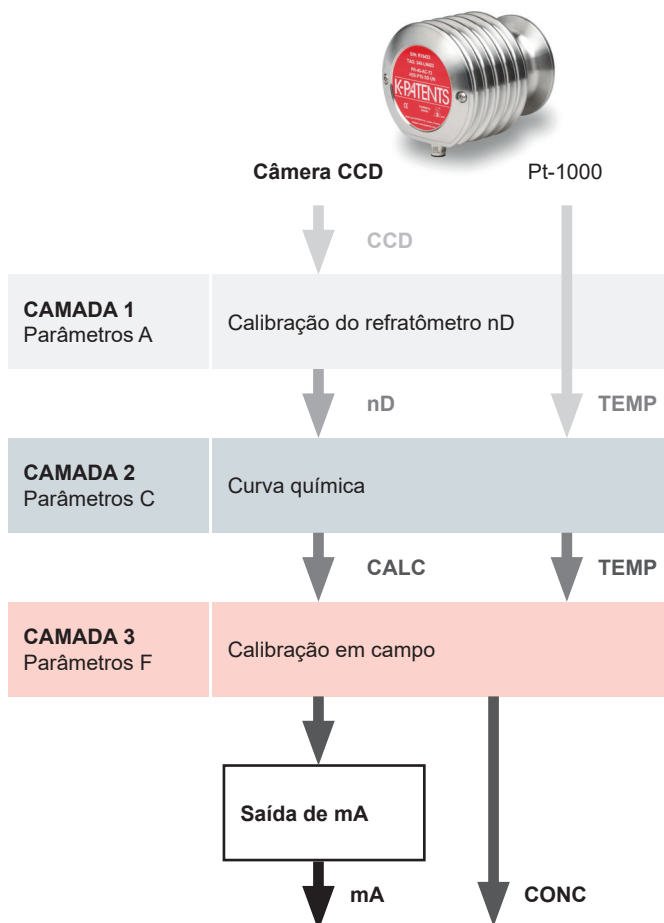 S/N: R10433
K-PATENTS
Câmera CCD
Pt-1000
CCD
CAMADA 1
Parâmetros A
Calibração do refratômetro nD
nD
TEMP
CAMADA 2
Parâmetros C
Curva química
CALC
TEMP
CAMADA 3
Parâmetros F
Calibração em campo
Saída de mA
mA
CONC